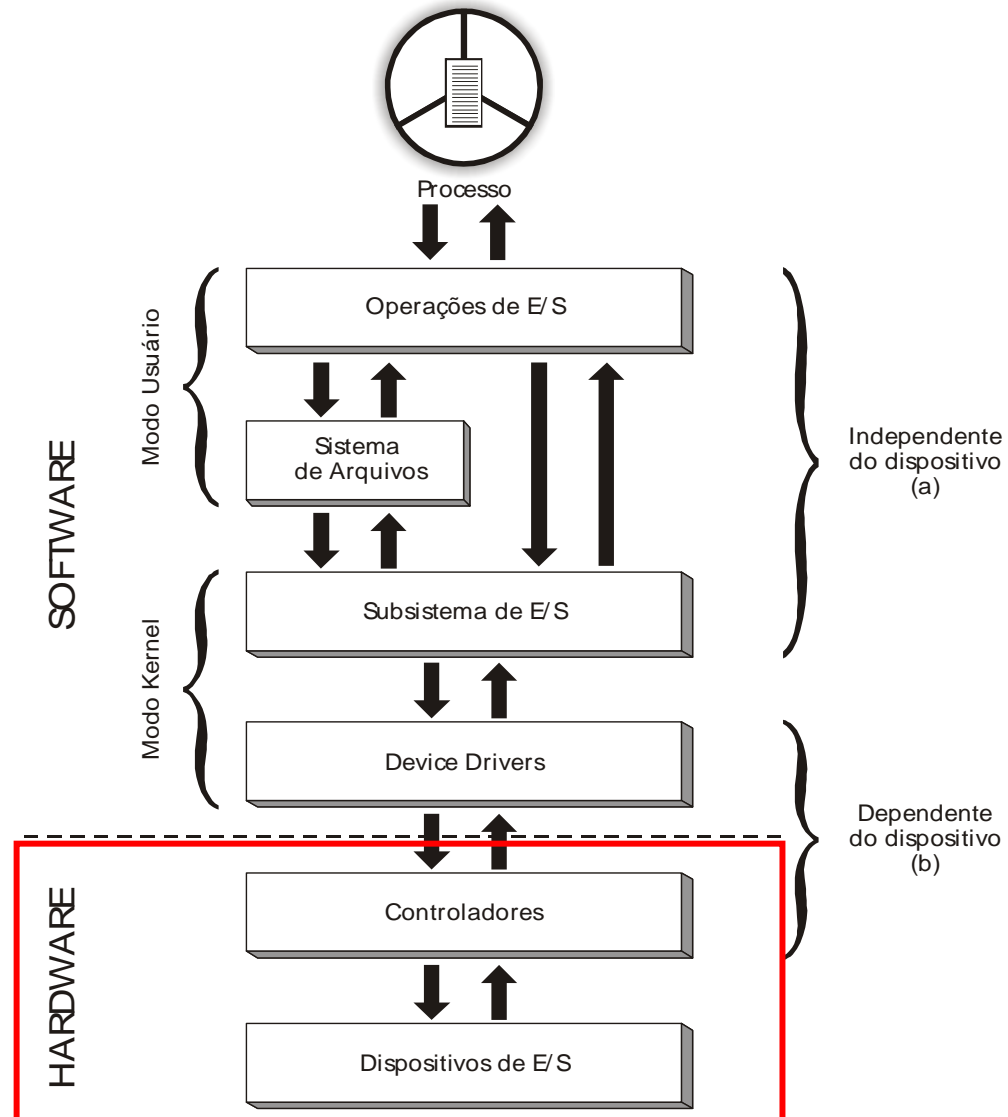 Processo
Operações de E/S
Modo Usuário
Sistema
de Arquivos
Independente
do dispositivo
(a)
SOFTWARE
Subsistema de E/S
Modo Kernel
Device Drivers
Dependente
do dispositivo
(b)
HARDWARE
Controladores
Dispositivos de E/S